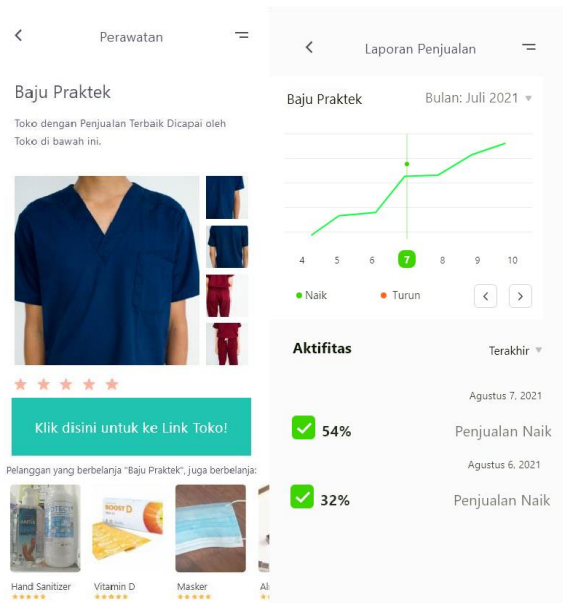 Perawatan
Baju Praktek
Toko dengan Penjualan Terbaik Dicapai oleh
Toko di bawah ini.
Klik disini untuk ke Link Toko!
Pelanggan yang berbelanja "Baju Praktek", juga berbelanja:
BOOST D
Hand Sanitizer
Vitamin D
Masker
Laporan Penjualan
Baju Praktek
Bulan: Juli 2021
4 5 6 7 8 9 10
Naik
Turun
Aktifitas
Terakhir
Agustus 7, 2021
54%
Penjualan Naik
Agustus 6, 2021
32%
Penjualan Naik